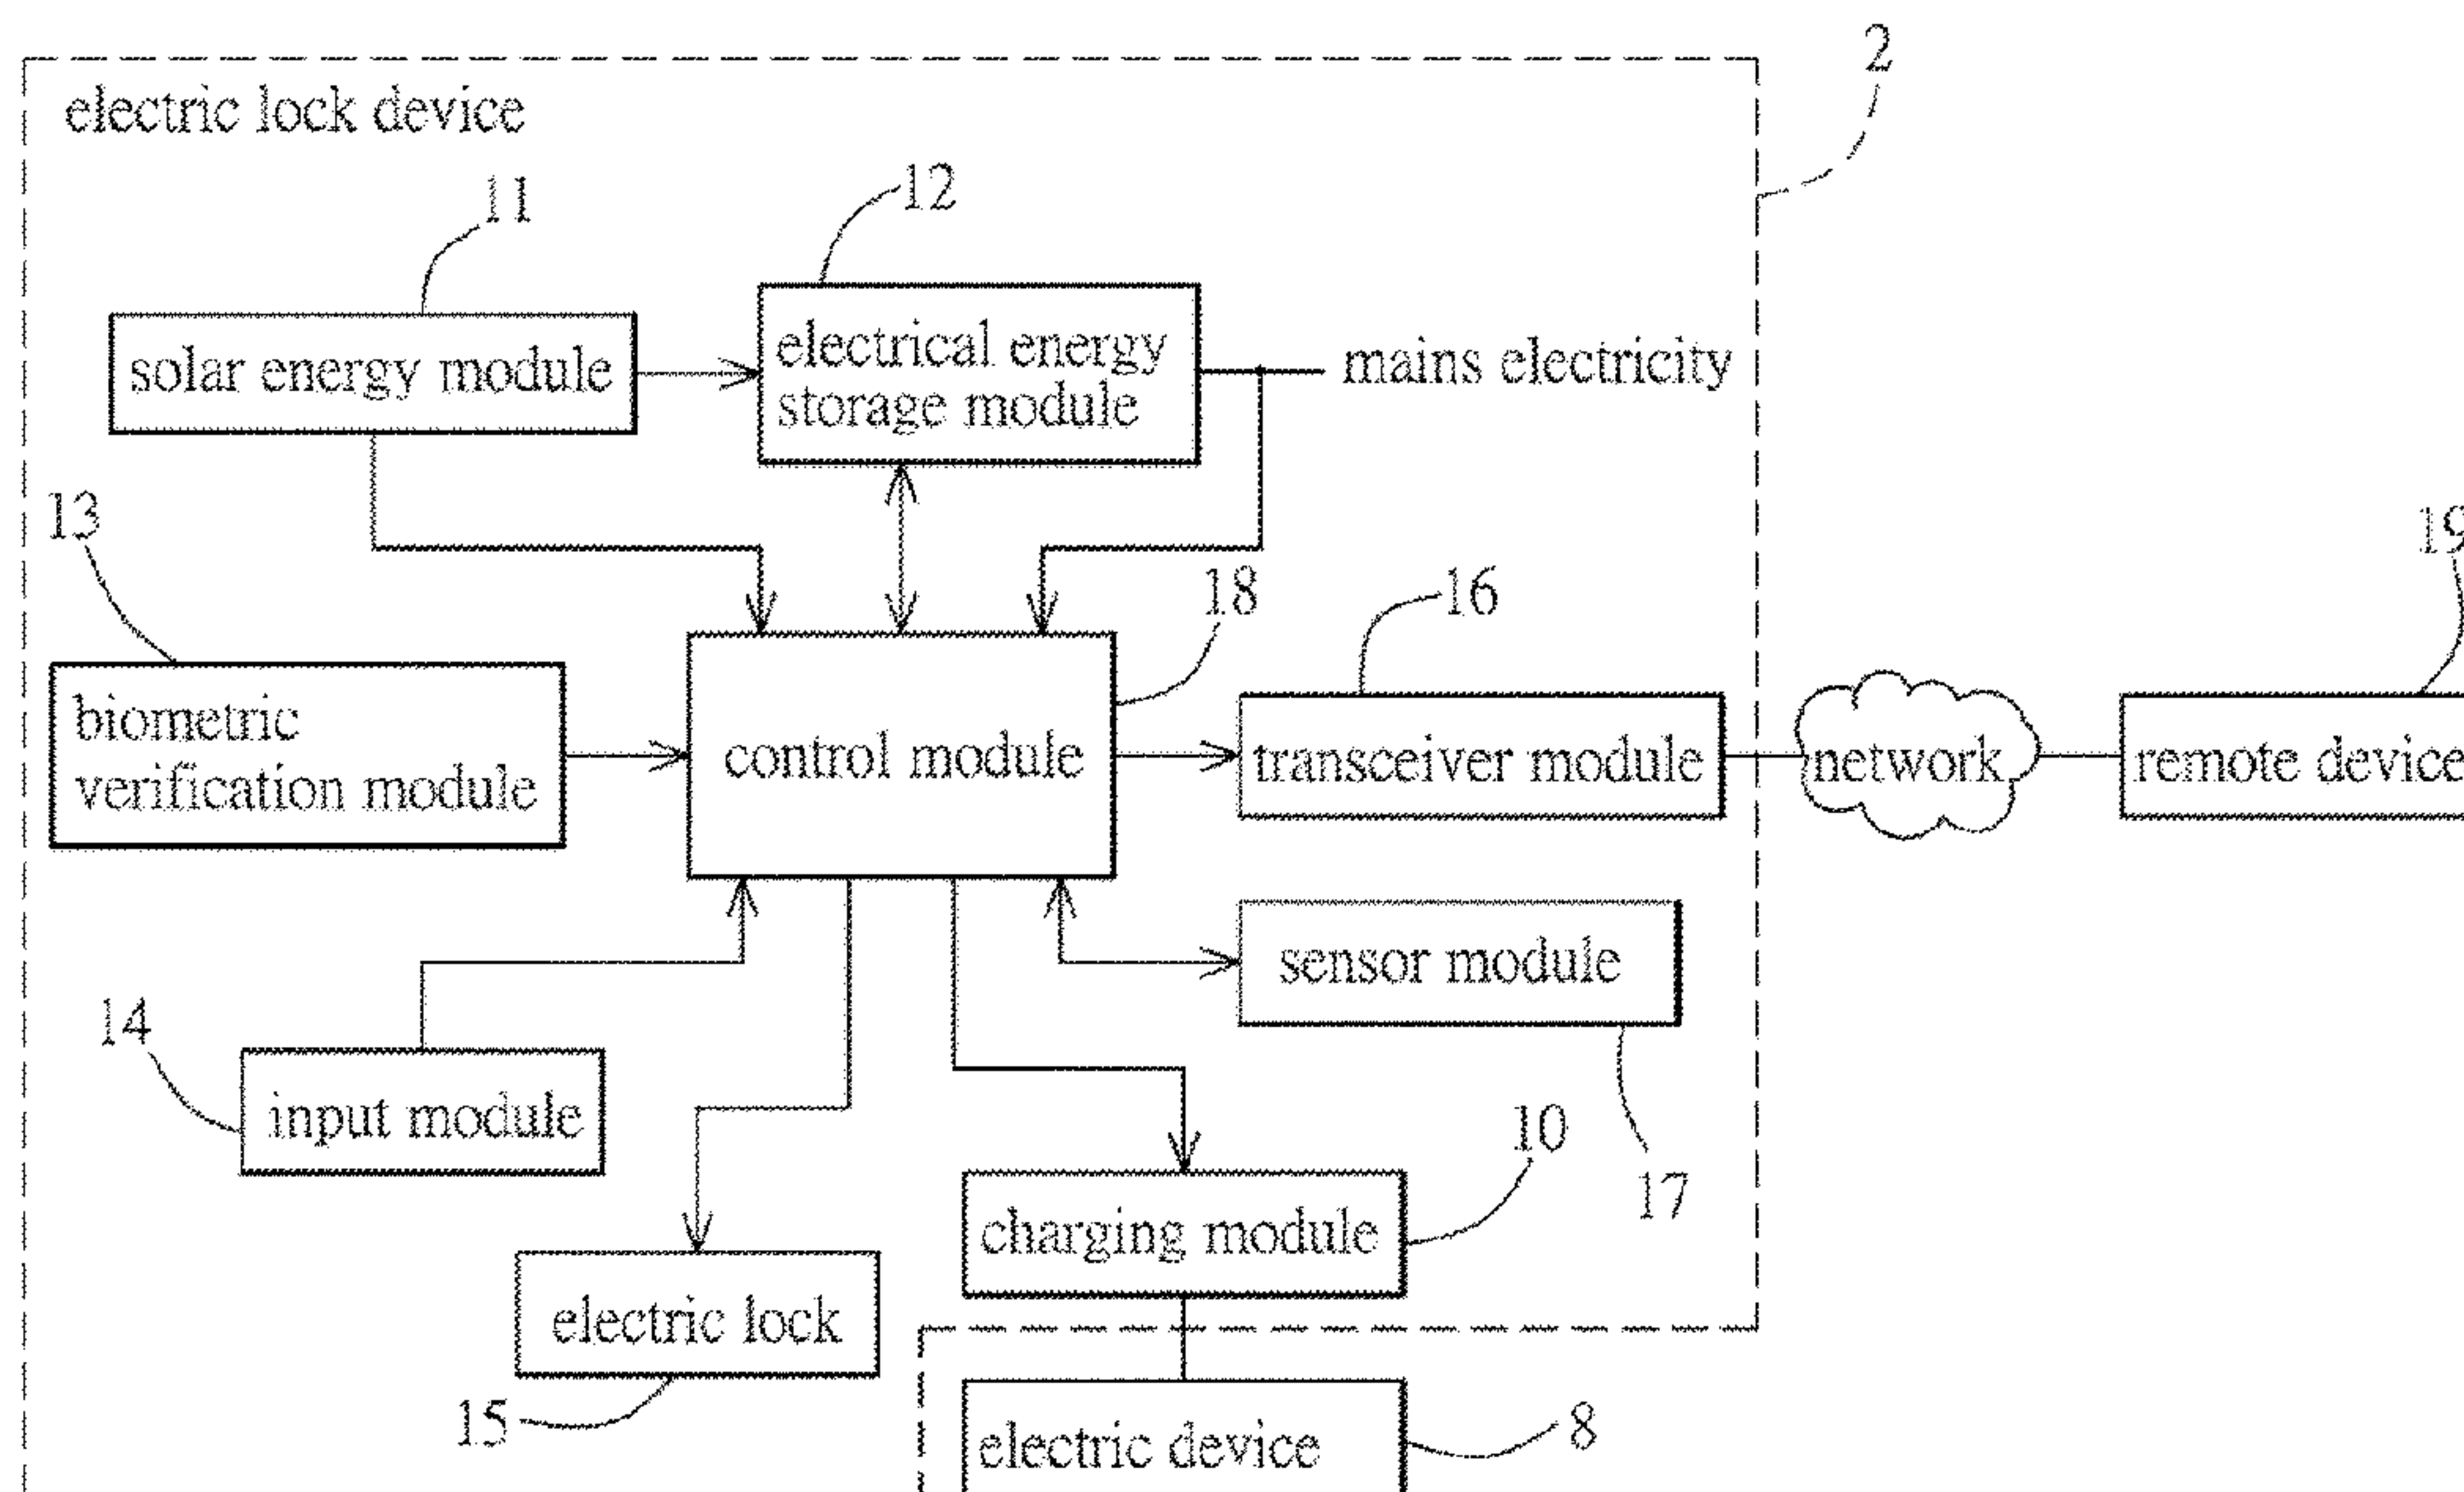 2
electric lock device
11
12
solar energy module
electrical energy
storage module
mains electricity
13
18
16
19
biometric
verification module
control module
transceiver module
network
remote device
sensor module
14
input module
10
17
charging module
electric lock
15
electric device
8